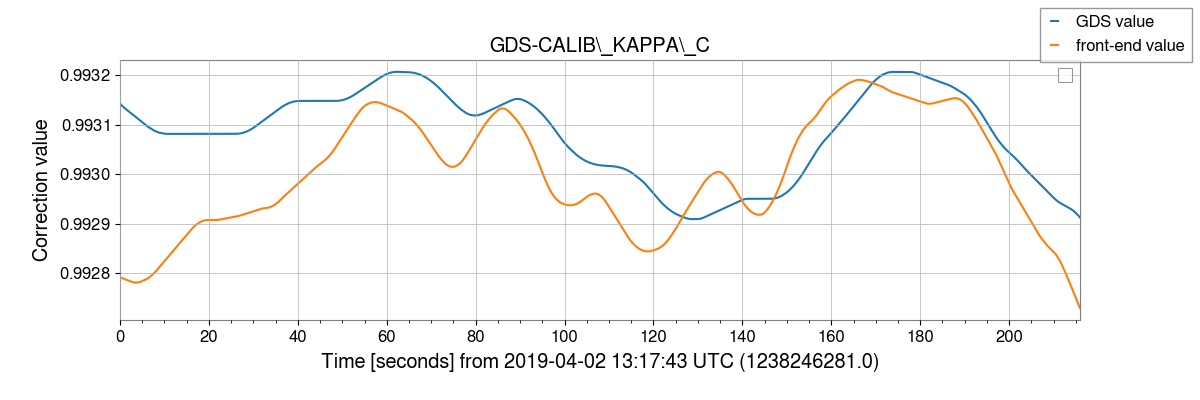 GDS value
front-end value
GDS-CALIB\_KAPPA\_C
Correction value
0.9932
0.9931
0.9930
0.9929
0.9928
0 20 40 60 80 100 120 140 160 180 200
Time [seconds] from 2019-04-02 13:17:43 UTC (1238246281.0)